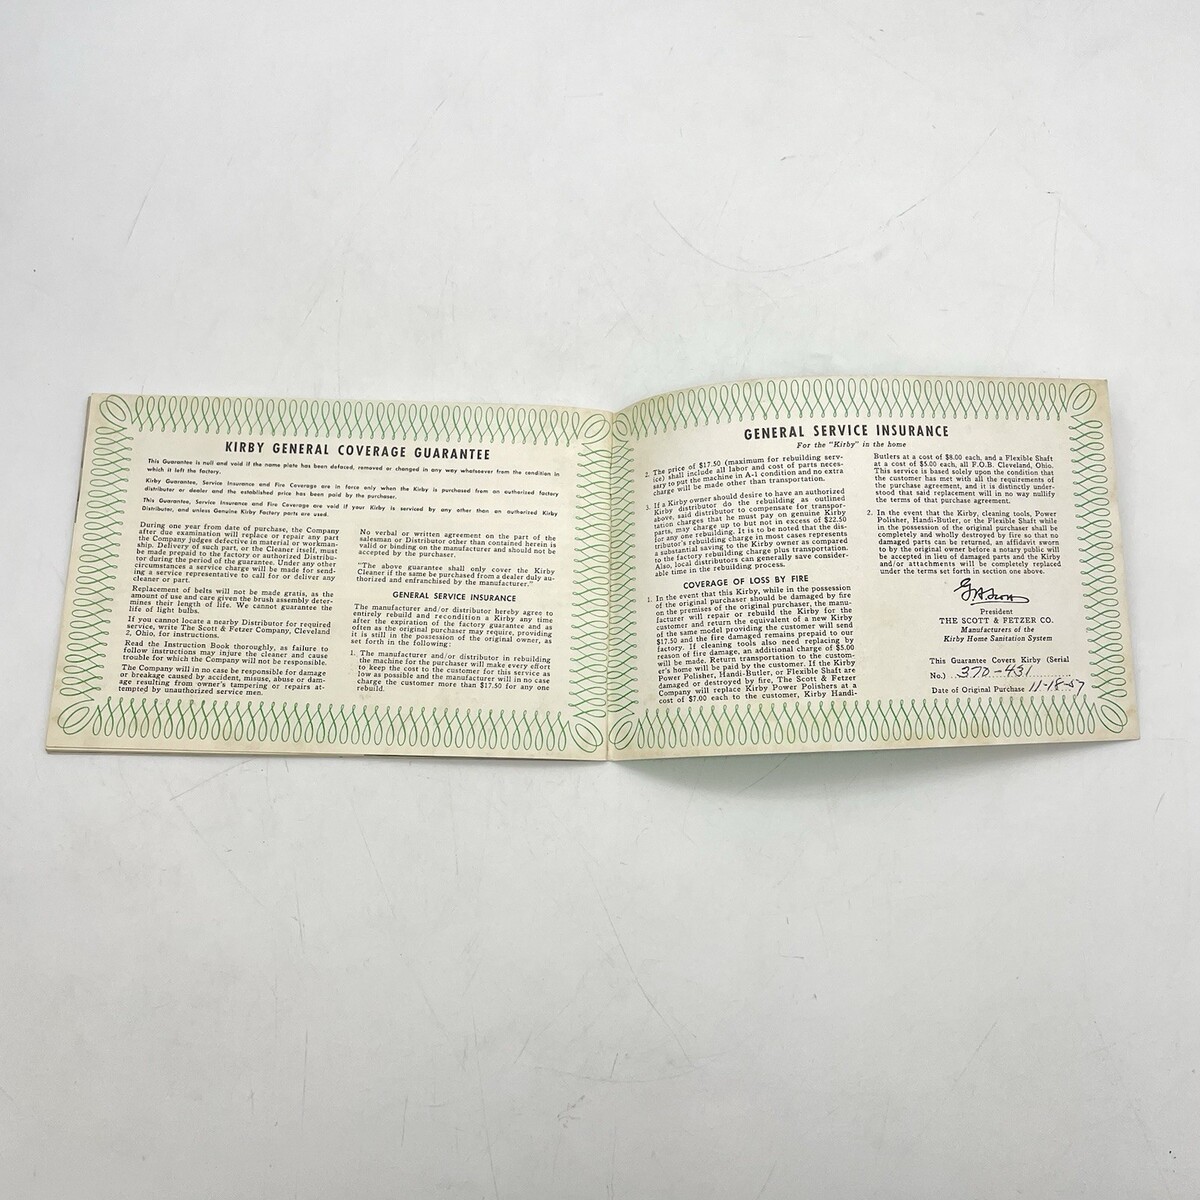 KIRBY GENERAL COVERAGE GUARANTEE
This Guarantee is null and void if the name plate has been defaced, removed or changed in any way whatsoever from the condition in
which it left the factory.
Kirby Guarantee, Service Insurance and Fire Coverage are in force only when the Kirby is purchased from an authorized factory
distributor or dealer and the established price has been paid by the purchaser.
This Guarantee, Service Insurance and Fire Coverage are void if your Kirby is serviced by any other than an authorized Kirby
Distributor, and unless Genuine Kirby Factory parts are used.
During one year from date of purchase, the Company
after due examination will replace or repair any part
the Company judges defective in material or workman-
ship. Delivery of such part, or the Cleaner itself, must
be made prepaid to the factory or authorized Distribu-
tor during the period of the guarantee. Under any other
circumstances a service charge will be made for send-
ing a service representative to call for or deliver any
cleaner or part.
Replacement of belts will not be made gratis, as the
amount of use and care given the brush assembly deter-
mines their length of life. We cannot guarantee the
life of light bulbs.
If you cannot locate a nearby Distributor for required
service, write The Scott & Fetzer Company, Cleveland
2, Ohio, for instructions.
Read the Instruction Book thoroughly, as failure to
follow instructions may injure the cleaner and cause
trouble for which the Company will not be responsible.
The Company will in no case be responsible for damage
or breakage caused by accident, misuse, abuse or dam-
age resulting from owner's tampering or repairs at-
tempted by unauthorized service men.
No verbal or written agreement on the part of the
salesman or Distributor other than contained herein is
valid or binding on the manufacturer and should not be
accepted by the purchaser.
"The above guarantee shall only cover the Kirby
Cleaner if the same be purchased from a dealer duly au-
thorized and enfranchised by the manufacturer."
GENERAL SERVICE INSURANCE
The manufacturer and/or distributor hereby agree to
entirely rebuild and recondition a Kirby any time
after the expiration of the factory guarantee and as
often as the original purchaser may require, providing
it is still in the possession of the original owner, as
set forth in the following:
1. The manufacturer and/or distributor in rebuilding
the machine for the purchaser will make every effort
to keep the cost to the customer for this service as
low as possible and the manufacturer will in no case
charge the customer more than $17.50 for any one
rebuild.
GENERAL SERVICE INSURANCE
For the "Kirby" in the home
2. The price of $17.50 (maximum for rebuilding serv-
ice) shall include all labor and cost of parts neces-
sary to put the machine in A-1 condition and no extra
charge will be made other than transportation.
3. If a Kirby owner should desire to have an authorized
Kirby distributor do the rebuilding as outlined
above, said distributor to compensate for transpor-
tation charges that he must pay on genuine Kirby
parts, may charge up to but not in excess of $22.50
for any one rebuilding. It is to be noted that the dis-
tributor's rebuilding charge in most cases represents
a substantial saving to the Kirby owner as compared
to the factory rebuilding charge plus transportation.
Also, local distributors can generally save consider-
able time in the rebuilding process.
COVERAGE OF LOSS BY FIRE
1. In the event that this Kirby, while in the possession
of the original purchaser should be damaged by fire
on the premises of the original purchaser, the manu-
facturer will repair or rebuild the Kirby for the
customer and return the equivalent of a new Kirby
of the same model providing the customer will send
$17.50 and the fire damaged remains prepaid to our
factory. If cleaning tools also need replacing by
reason of fire damage, an additional charge of $5.00
will be made. Return transportation to the custom-
er's home will be paid by the customer. If the Kirby
Power Polisher, Handi-Butler, or Flexible Shaft are
damaged or destroyed by fire, The Scott & Fetzer
Company will replace Kirby Power Polishers at a
cost of $7.00 each to the customer, Kirby Handi-
Butlers at a cost of $8.00 each, and a Flexible Shaft
at a cost of $5.00 each, all F.O.B. Cleveland, Ohio.
This service is based solely upon the condition that
the customer has met with all the requirements of
the purchase agreement, and it is distinctly under-
stood that said replacement will in no way nullify
terms of that purchase agreement.
2. In the event that the Kirby, cleaning tools, Power
Polisher, Handi-Butler, or the Flexible Shaft while
in the possession of the original purchaser shall be
completely and wholly destroyed by fire so that no
damaged parts can be returned, an affidavit sworn
to by the original owner before a notary public will
be accepted in lieu of damaged parts and the Kirby
and/or attachments will be completely replaced
under the terms set forth in section one above.
President
THE SCOTT & FETZER CO.
Manufacturers of the
Kirby Home Sanitation System
This Guarantee Covers Kirby (Serial
No.) 370-431
Date of Original Purchase 11-18-57